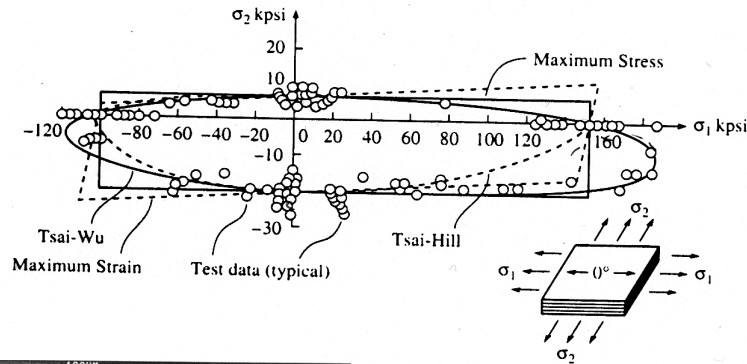 σ₂ kpsi
20
10
Maximum Stress
-120 -80 -60 -40 -20 0 20 40 60 80 100 120 160 σ₁ kpsi
-10
-20
-30
Tsai-Wu
Maximum Strain
Test data (typical)
Tsai-Hill
σ₂
σ₁ 0° σ₁
σ₂